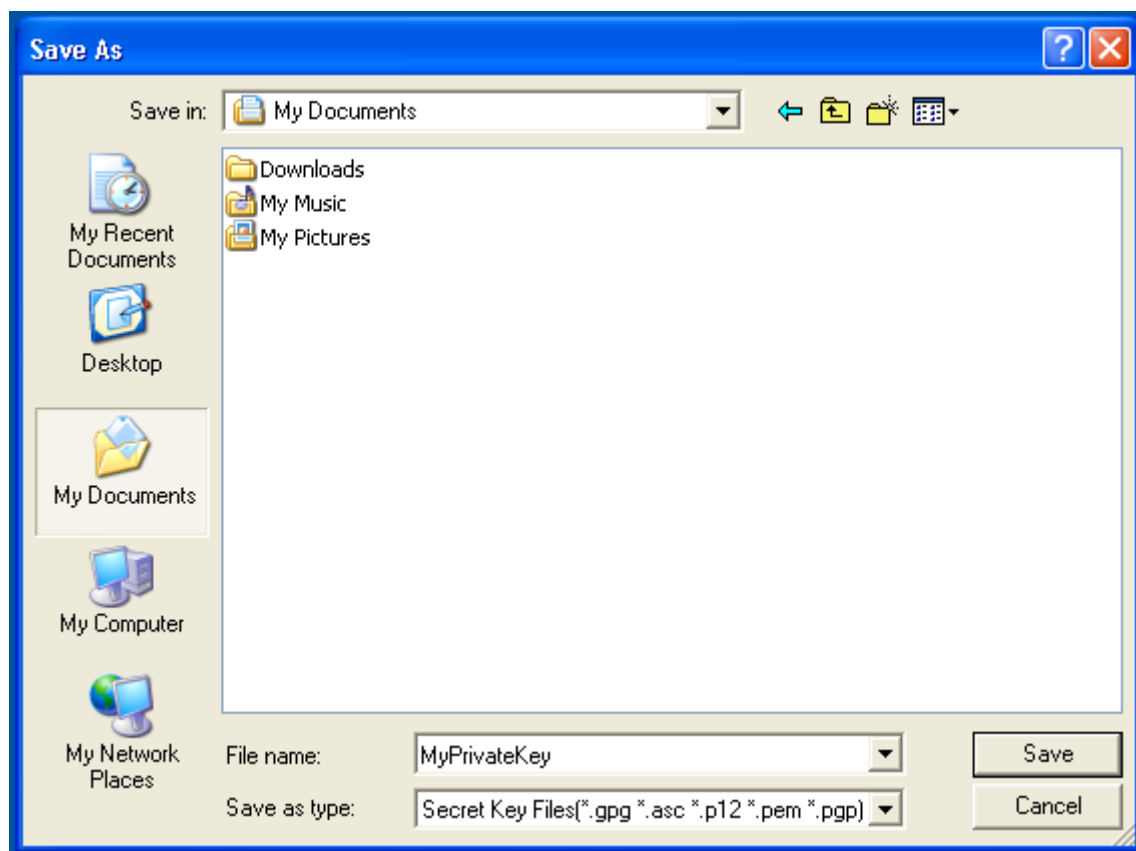 Save As
Save in: My Documents
Downloads
My Music
My Pictures
My Recent
Documents
Desktop
My Documents
My Computer
My Network
Places
File name: MyPrivateKey Save
Save as type: Secret Key Files(*.gpg *.asc *.p12 *.pem *.pgp) Cancel